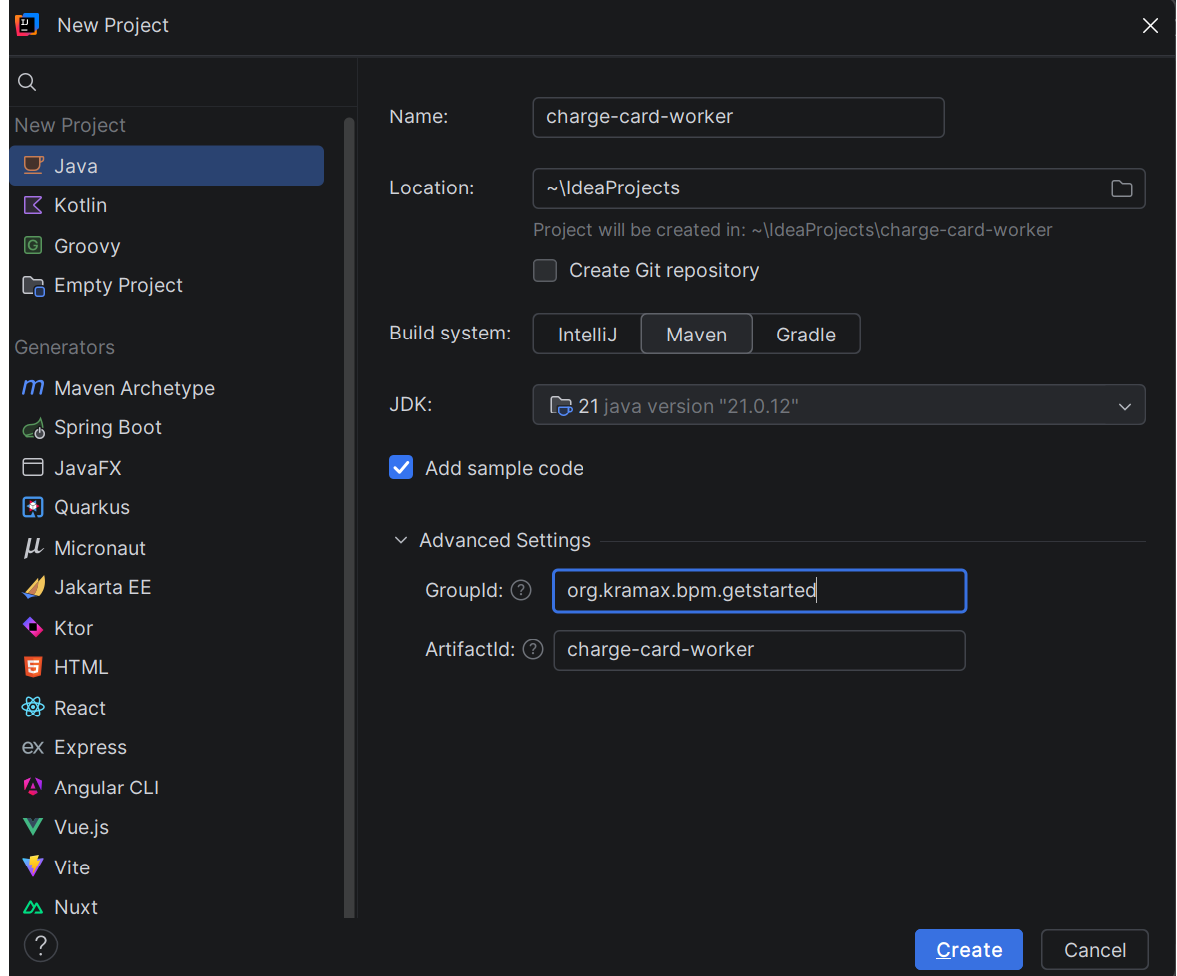 New Project
New Project
Java
Kotlin
Groovy
Empty Project
Generators
Maven Archetype
Spring Boot
JavaFX
Quarkus
Micronaut
Jakarta EE
Ktor
HTML
React
ex Express
Angular CLI
Vue.js
Vite
Nuxt
?
Name: charge-card-worker
Location: ~\IdeaProjects
Project will be created in: ~\IdeaProjects\charge-card-worker
Create Git repository
Build system: IntelliJ Maven Gradle
JDK: 21 java version "21.0.12"
Add sample code
Advanced Settings
GroupId: ? org.kramax.bpm.getstarted
ArtifactId: ? charge-card-worker
Create Cancel